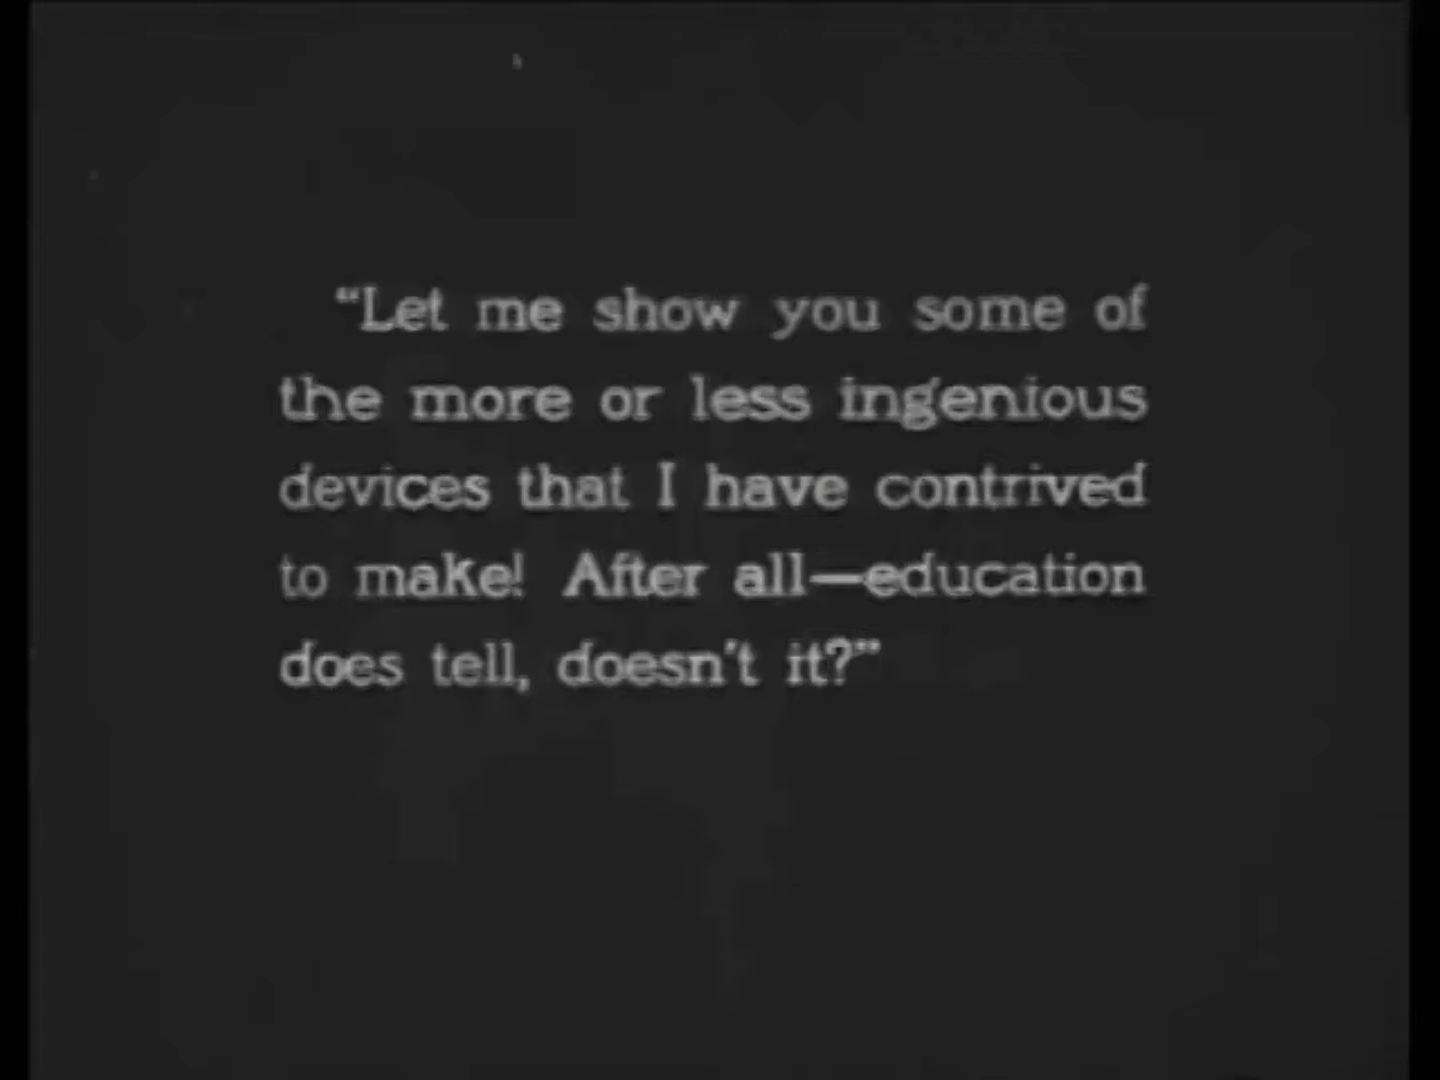 “Let me show you some of
the more or less ingenious
devices that I have contrived
to make! After all—education
does tell, doesn't it?”